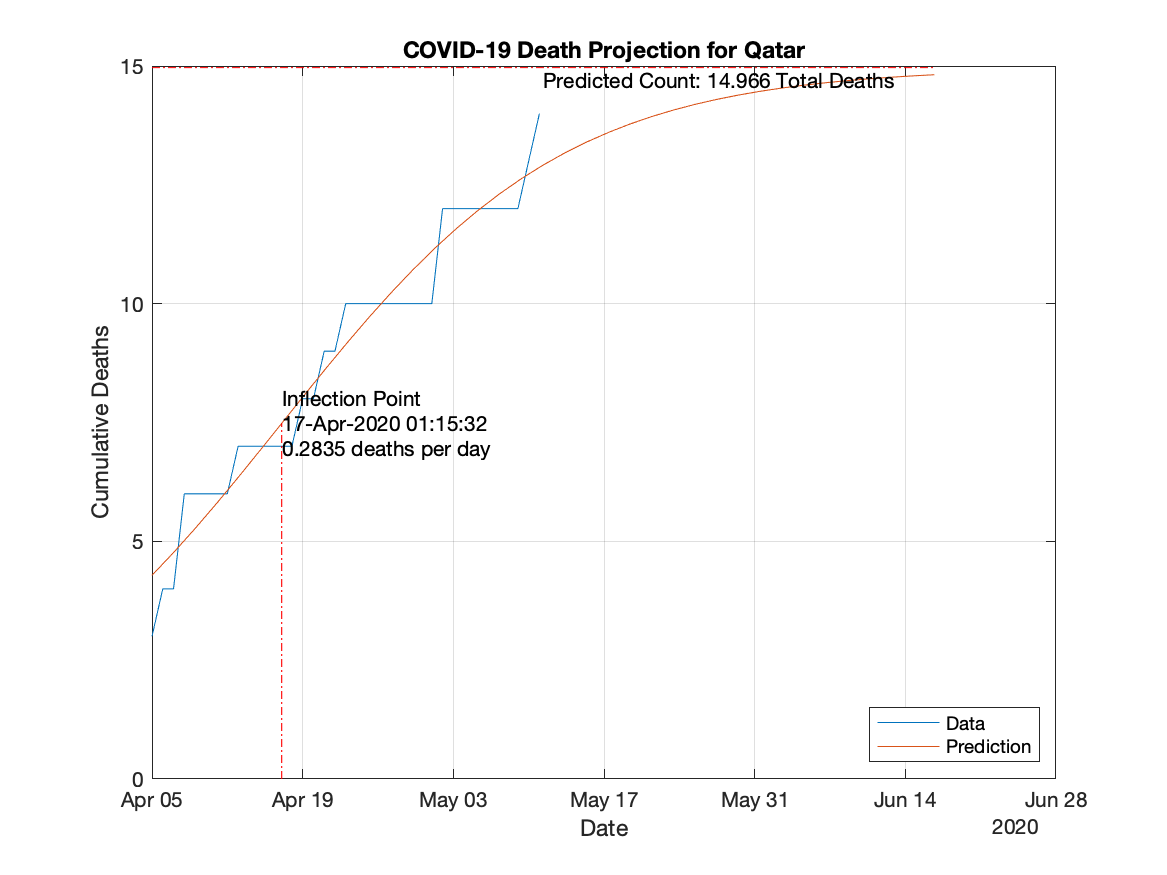 COVID-19 Death Projection for Qatar
15
Predicted Count: 14.966 Total Deaths
10
Inflection Point
17-Apr-2020 01:15:32
0.2835 deaths per day
Cumulative Deaths
5
Data
Prediction
0
Apr 05 Apr 19 May 03 May 17 May 31 Jun 14 Jun 28
Date
2020